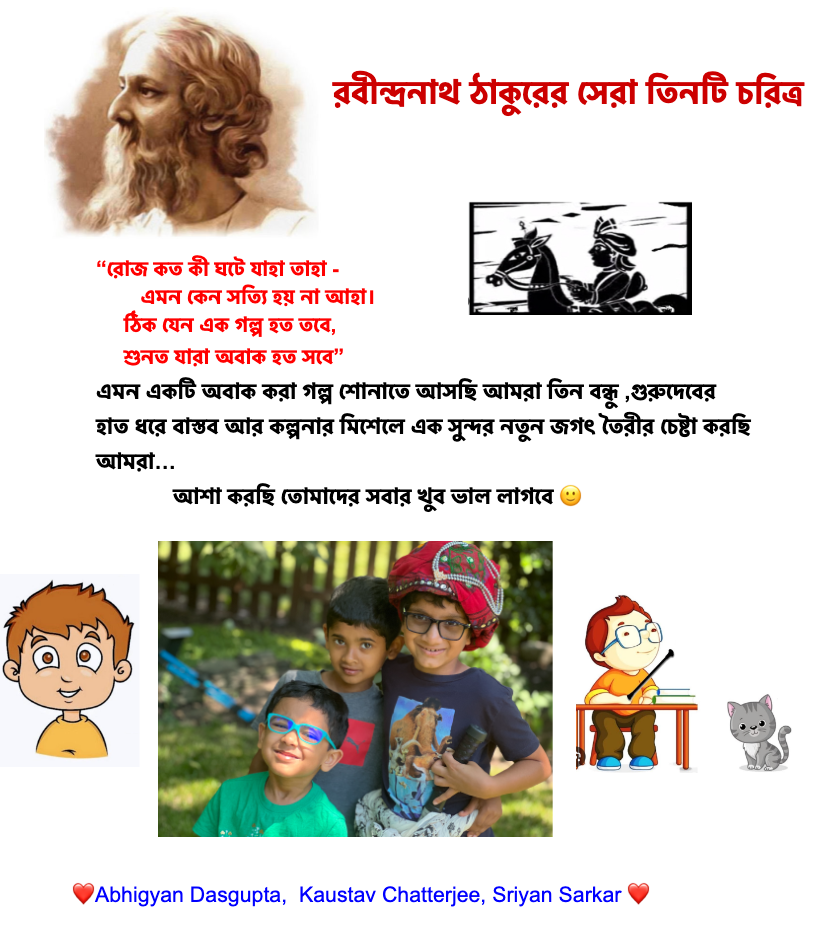 রবীন্দ্রনাথ ঠাকুরের সেরা তিনটি চরিত্র
“রোজ কত কী ঘটে যাহা তাহা -
এমন কেন সত্যি হয় না আহা।
ঠিক যেন এক গল্প হত তবে,
শুনত যারা অবাক হত সবে”
এমন একটি অবাক করা গল্প শোনাতে আসছি আমরা তিন বন্ধু ,গুরুদেবের
হাত ধরে বাস্তব আর কল্পনার মিশেলে এক সুন্দর নতুন জগৎ তৈরীর চেষ্টা করছি
আমরা...
আশা করছি তোমাদের সবার খুব ভাল লাগবে 🙂
❤️Abhigyan Dasgupta, Kaustav Chatterjee, Sriyan Sarkar ❤️